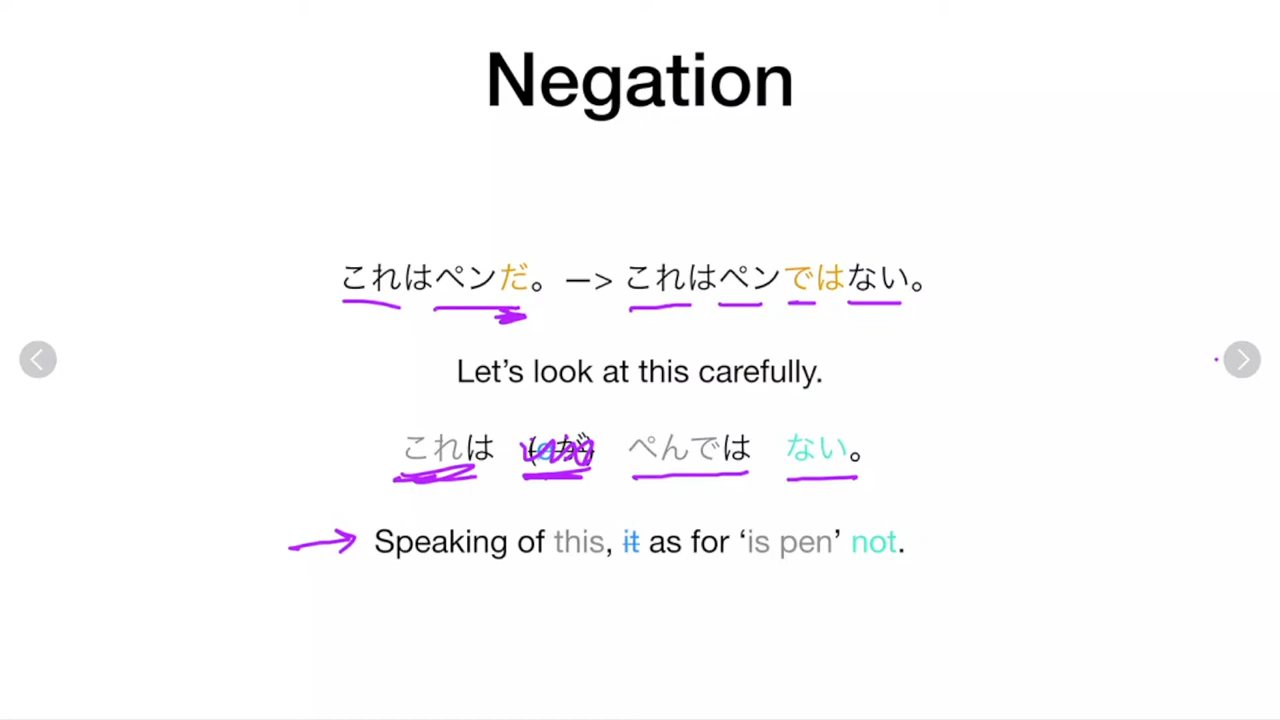 Negation
これはペンだ。 —> これはペンではない。
Let's look at this carefully.
これは ぺんでは ない。
Speaking of this, it as for ‘is pen’ not.